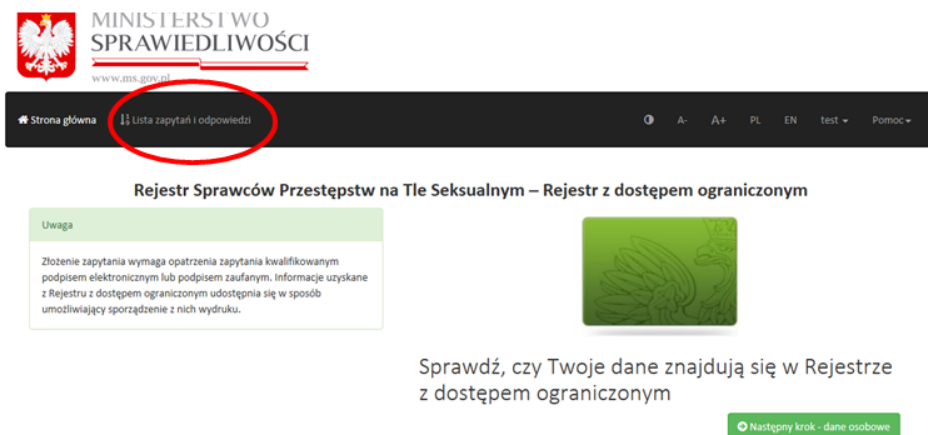 MINISTERSTWO
SPRAWIEDLIWOŚCI
www.ms.gov.pl
Strona główna Lista zapytań i odpowiedzi A- A+ PL EN test Pomoc
Rejestr Sprawców Przestępstw na Tle Seksualnym – Rejestr z dostępem ograniczonym
Uwaga
Złożenie zapytania wymaga opatrzenia zapytania kwalifikowanym
podpisem elektronicznym lub podpisem zaufanym. Informacje uzyskane
z Rejestru z dostępem ograniczonym udostępnia się w sposób
umożliwiający sporządzenie z nich wydruku.
Sprawdź, czy Twoje dane znajdują się w Rejestrze
z dostępem ograniczonym
Następny krok - dane osobowe